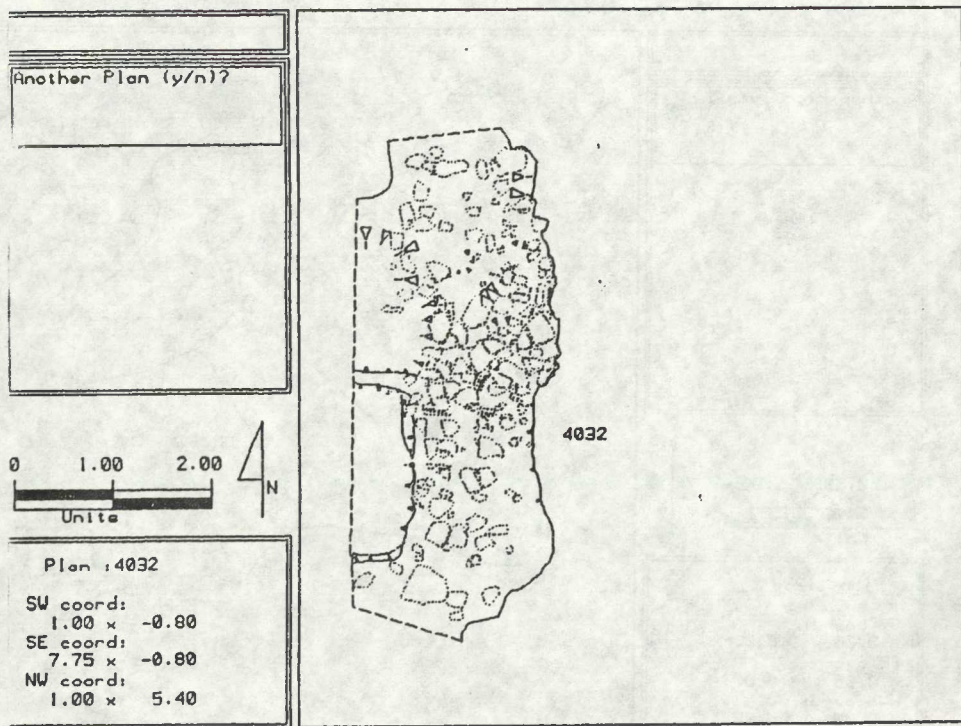 Another Plan (y/n)?
4032
0 1.00 2.00
N
Units
Plan :4032
SW coord:
1.00 x -0.80
SE coord:
7.75 x -0.80
NW coord:
1.00 x 5.40